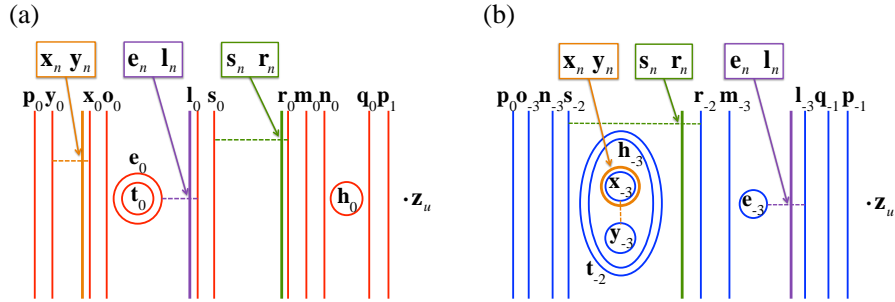 (a)
x_n y_n
e_n l_n
s_n r_n
p_0 y_0 x_0 o_0 l_0 s_0 r_0 m_0 n_0 q_0 p_1
e_0
t_0
h_0
· z_u
(b)
x_n y_n
s_n r_n
e_n l_n
p_0 o_-3 n_-3 s_-2 r_-2 m_-3 l_-3 q_-1 p_-1
h_-3
x_-3
e_-3
y_-3
t_-2
· z_u